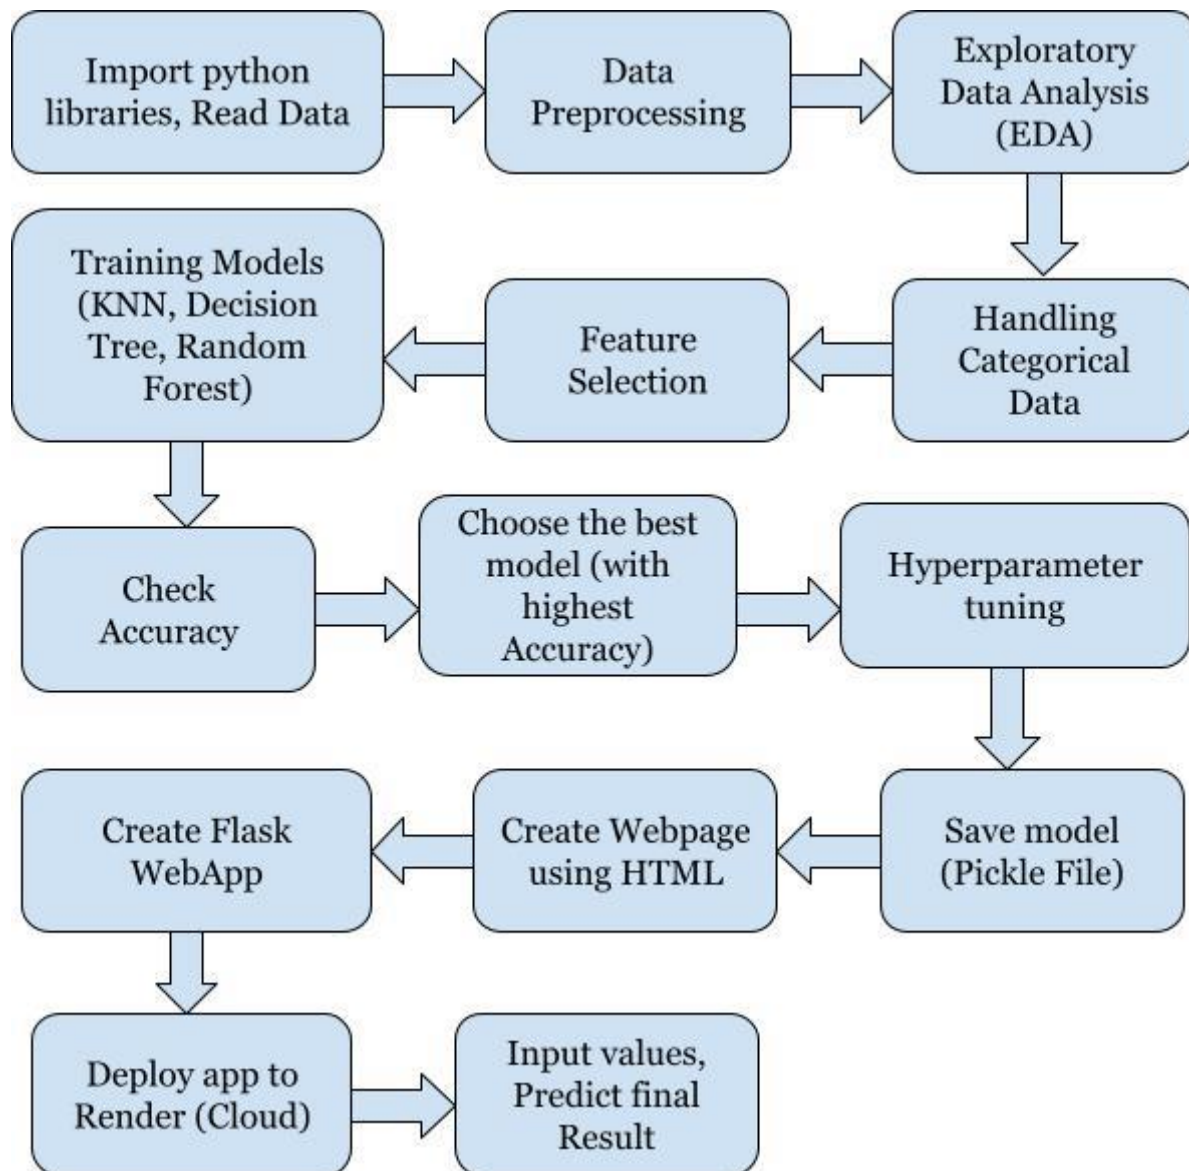 Import python
libraries, Read Data
Data
Preprocessing
Exploratory
Data Analysis
(EDA)
Handling
Categorical
Data
Feature
Selection
Training Models
(KNN, Decision
Tree, Random
Forest)
Check
Accuracy
Choose the best
model (with
highest
Accuracy)
Hyperparameter
tuning
Save model
(Pickle File)
Create Webpage
using HTML
Create Flask
WebApp
Deploy app to
Render (Cloud)
Input values,
Predict final
Result